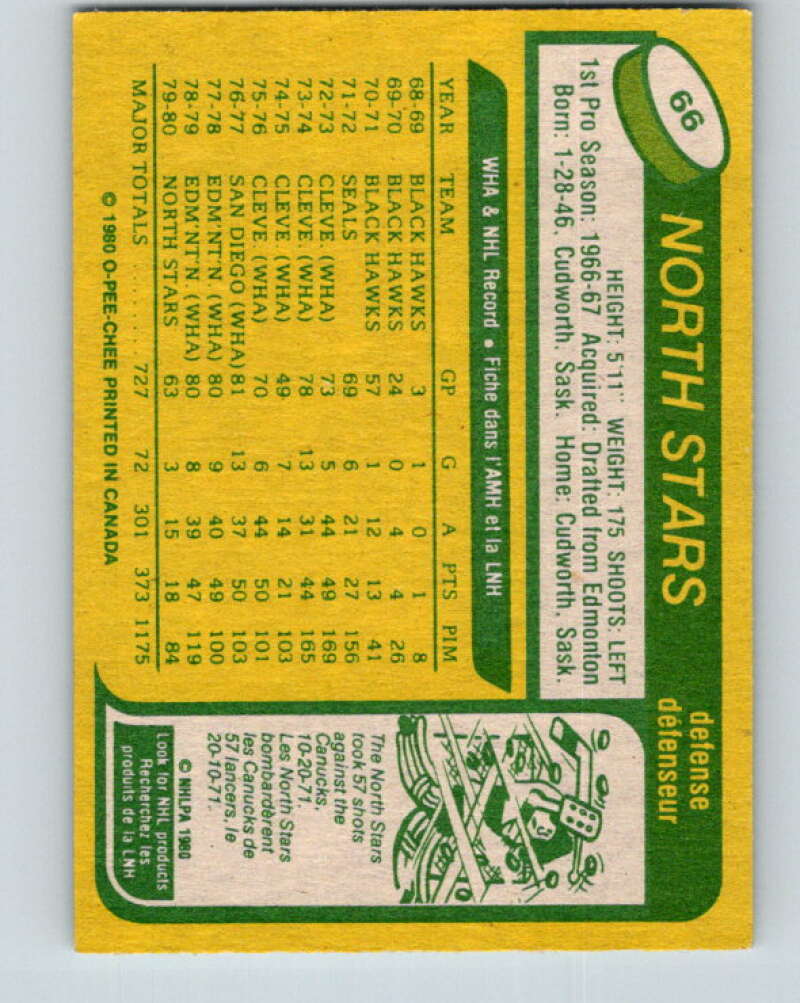 66
NORTH STARS
defense
défenseur
HEIGHT: 5'11" WEIGHT: 175 SHOOTS: LEFT
1st Pro Season: 1966-67 Acquired: Drafted from Edmonton
Born: 1-28-46. Cudworth. Sask. Home: Cudworth. Sask.
WHA & NHL Record • Fiche dans l'AMH et la LNH
YEAR TEAM GP G A PTS PIM
68-69 BLACK HAWKS 3 1 0 1 8
69-70 BLACK HAWKS 24 0 4 4 26
70-71 BLACK HAWKS 57 1 12 13 41
71-72 SEALS 69 6 21 27 156
72-73 CLEVE. (WHA) 73 5 44 49 169
73-74 CLEVE. (WHA) 78 13 31 44 165
74-75 CLEVE. (WHA) 49 7 14 21 103
75-76 CLEVE. (WHA) 70 6 44 50 101
76-77 SAN DIEGO (WHA) 81 13 37 50 103
77-78 EDM'NT'N. (WHA) 80 9 40 49 100
78-79 EDM'NT'N. (WHA) 80 8 39 47 119
79-80 NORTH STARS 63 3 15 18 84
MAJOR TOTALS ........ 727 72 301 373 1175
© 1980 O-PEE-CHEE PRINTED IN CANADA
The North Stars
took 57 shots
against the
Canucks,
10-20-71.
Les North Stars
bombardèrent
les Canucks de
57 lancers, le
20-10-71.
© NHLPA 1980
Look for NHL products
Recherchez les
produits de la LNH